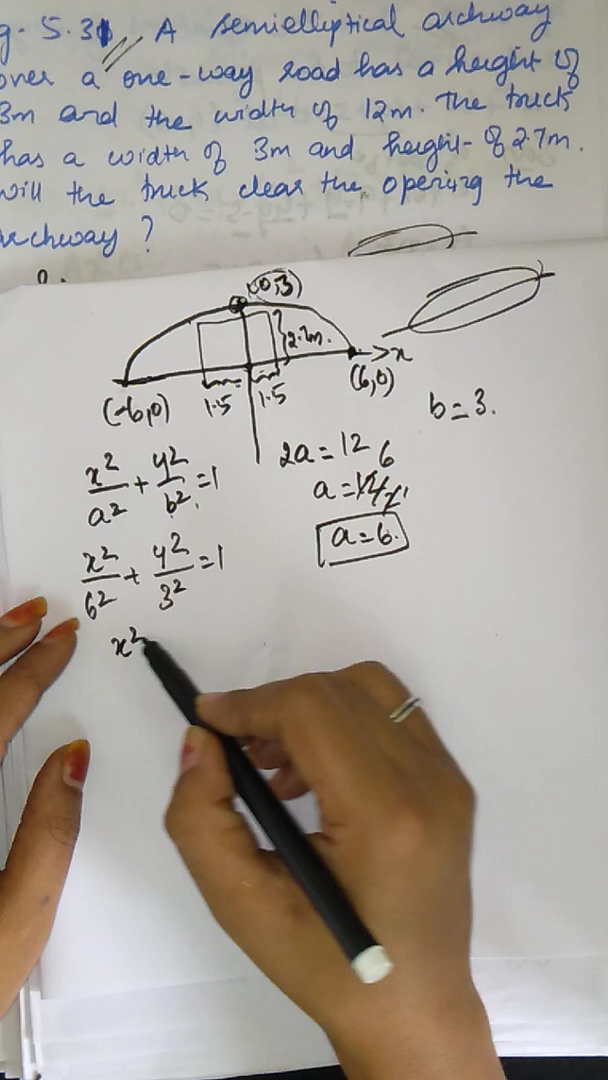 g. 5.31 A semielliptical archway
over a one-way road has a height of
3m and the width of 12m. The truck
has a width of 3m and height of 2.7m.
will the truck clear the opening the
archway?
(0,3)
2.7m.
x
(-6,0)
1.5
1.5
(6,0)
b=3.
x²/a² + y²/b² =1
2a=12 6
a=
a=6.
x²/6² + y²/3² =1
x²